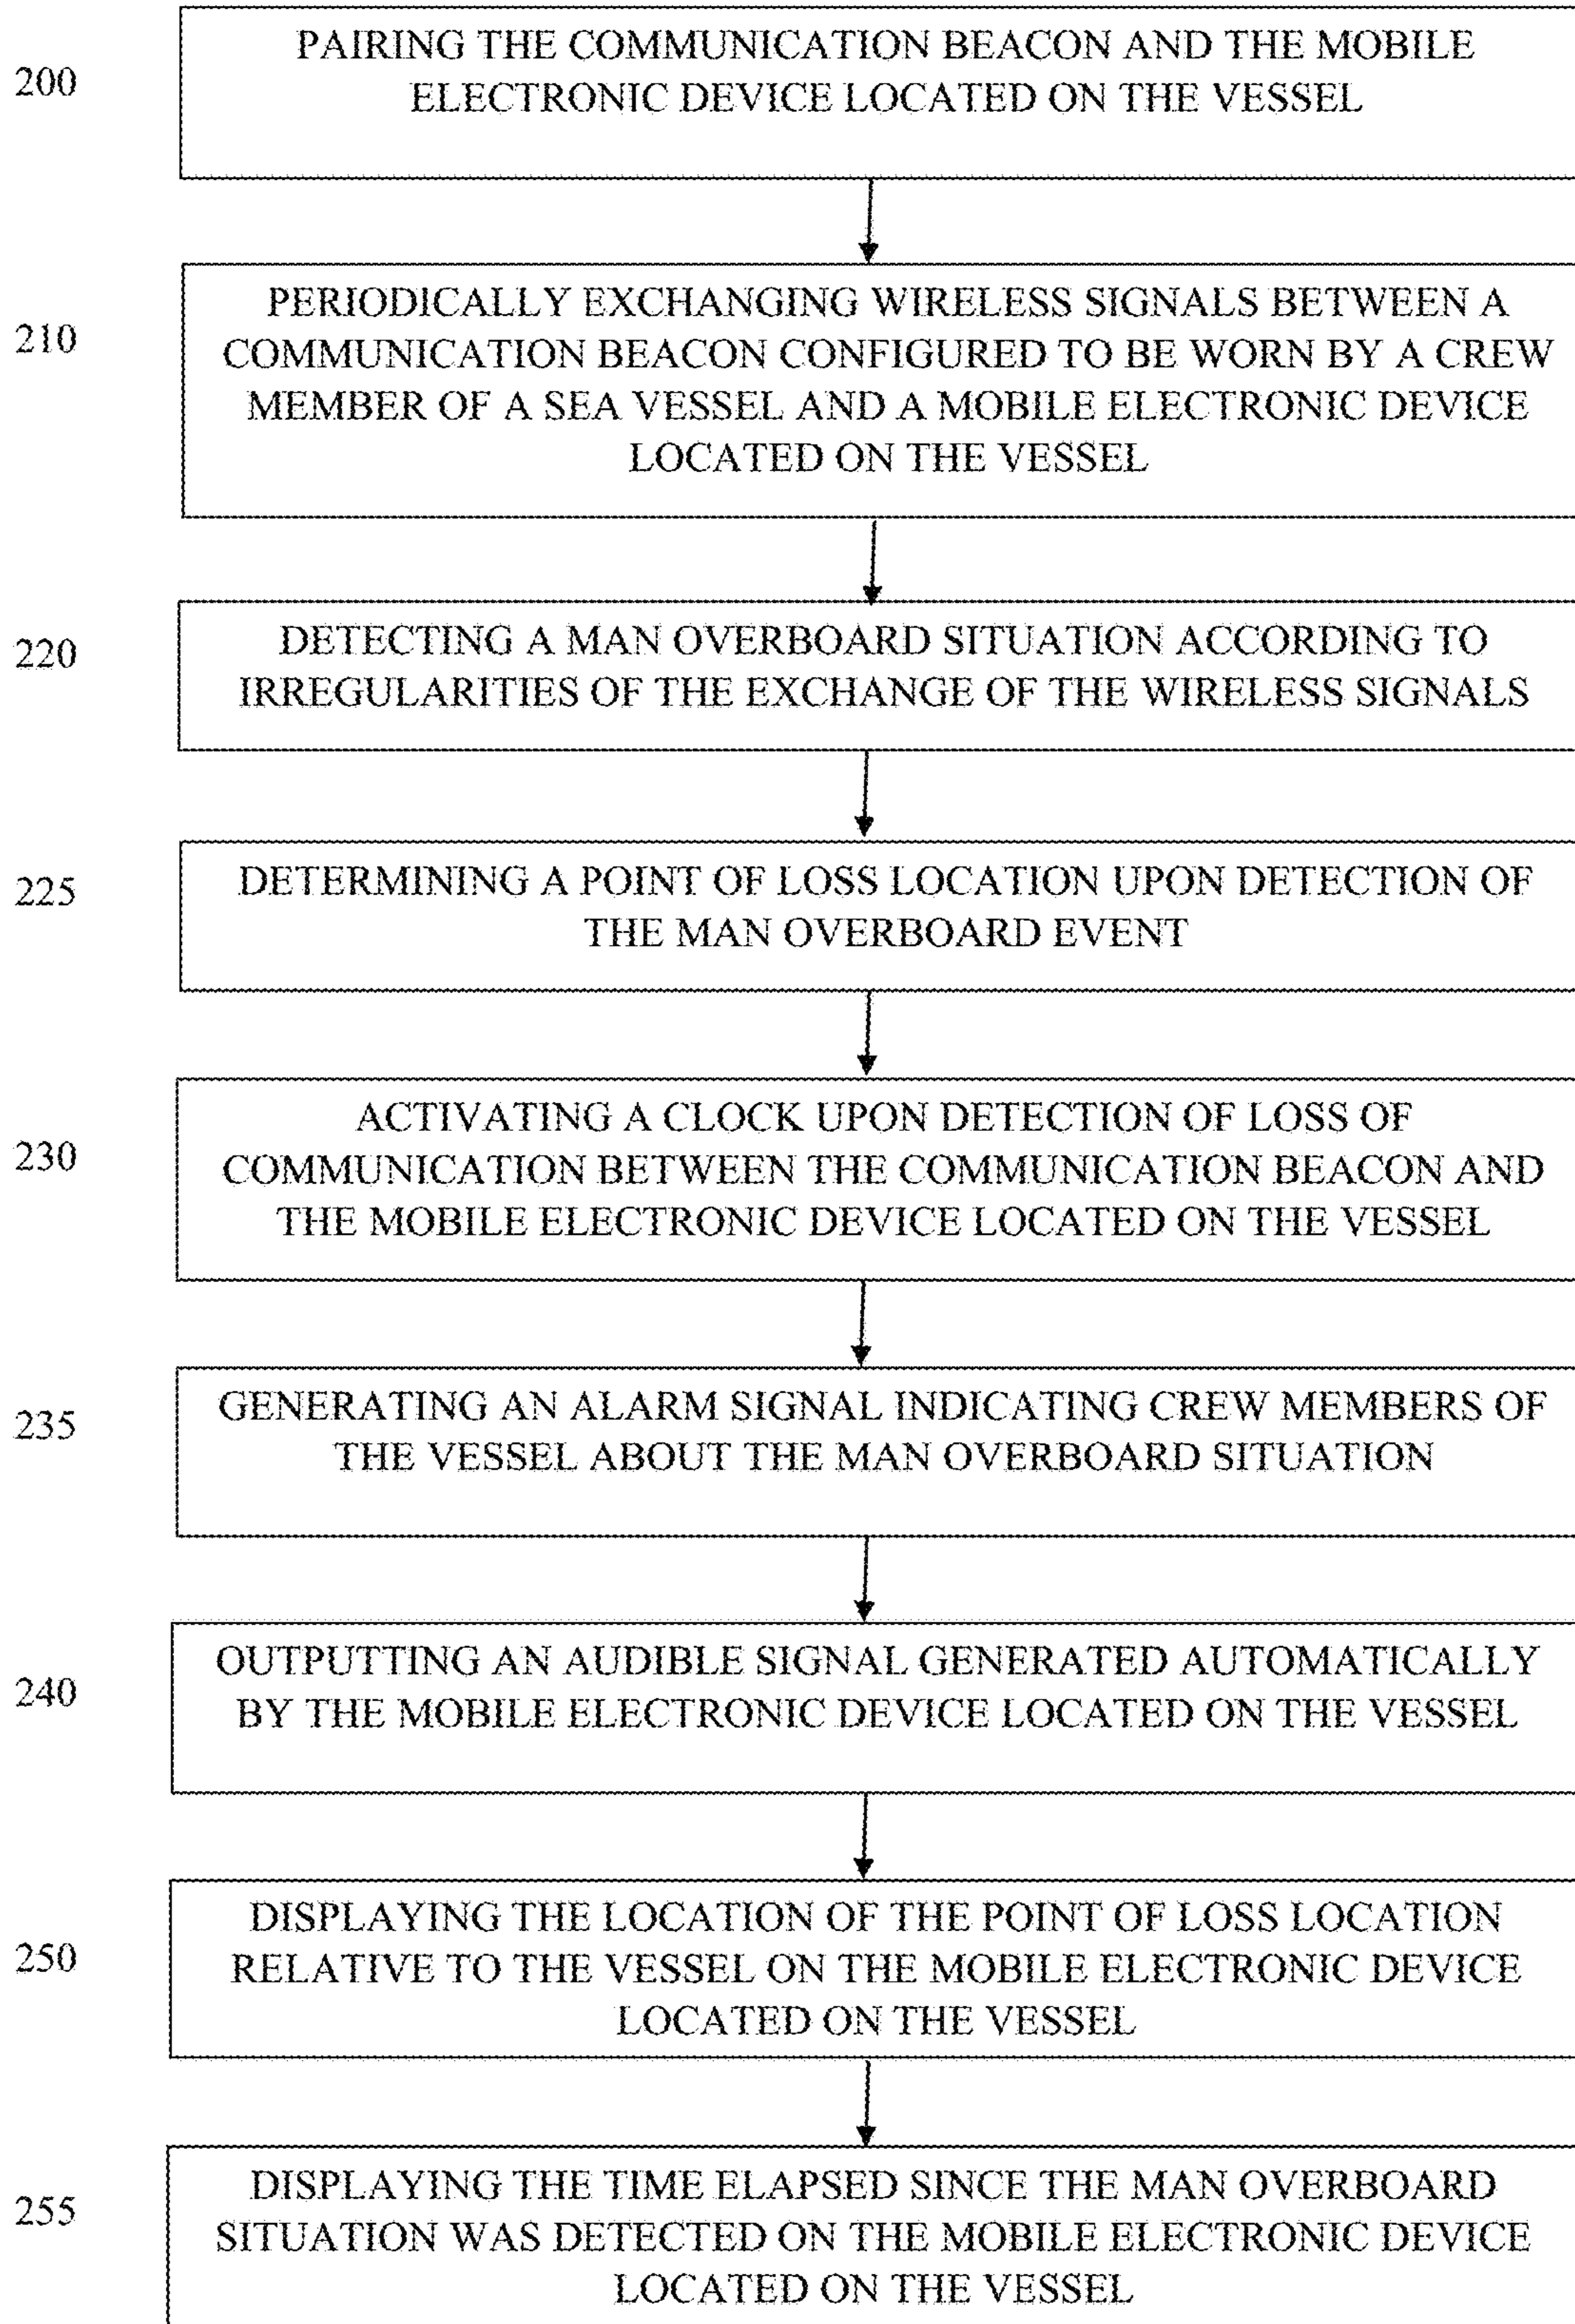 200
PAIRING THE COMMUNICATION BEACON AND THE MOBILE
ELECTRONIC DEVICE LOCATED ON THE VESSEL
210
PERIODICALLY EXCHANGING WIRELESS SIGNALS BETWEEN A
COMMUNICATION BEACON CONFIGURED TO BE WORN BY A CREW
MEMBER OF A SEA VESSEL AND A MOBILE ELECTRONIC DEVICE
LOCATED ON THE VESSEL
220
DETECTING A MAN OVERBOARD SITUATION ACCORDING TO
IRREGULARITIES OF THE EXCHANGE OF THE WIRELESS SIGNALS
225
DETERMINING A POINT OF LOSS LOCATION UPON DETECTION OF
THE MAN OVERBOARD EVENT
230
ACTIVATING A CLOCK UPON DETECTION OF LOSS OF
COMMUNICATION BETWEEN THE COMMUNICATION BEACON AND
THE MOBILE ELECTRONIC DEVICE LOCATED ON THE VESSEL
235
GENERATING AN ALARM SIGNAL INDICATING CREW MEMBERS OF
THE VESSEL ABOUT THE MAN OVERBOARD SITUATION
240
OUTPUTTING AN AUDIBLE SIGNAL GENERATED AUTOMATICALLY
BY THE MOBILE ELECTRONIC DEVICE LOCATED ON THE VESSEL
250
DISPLAYING THE LOCATION OF THE POINT OF LOSS LOCATION
RELATIVE TO THE VESSEL ON THE MOBILE ELECTRONIC DEVICE
LOCATED ON THE VESSEL
255
DISPLAYING THE TIME ELAPSED SINCE THE MAN OVERBOARD
SITUATION WAS DETECTED ON THE MOBILE ELECTRONIC DEVICE
LOCATED ON THE VESSEL